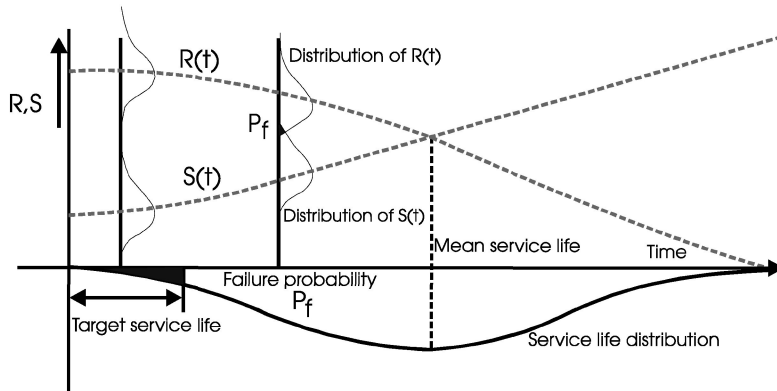 Distribution of R(t)
R(t)
R,S
Pf
S(t)
Distribution of S(t)
Mean service life
Time
Failure probability
Pf
Target service life
Service life distribution